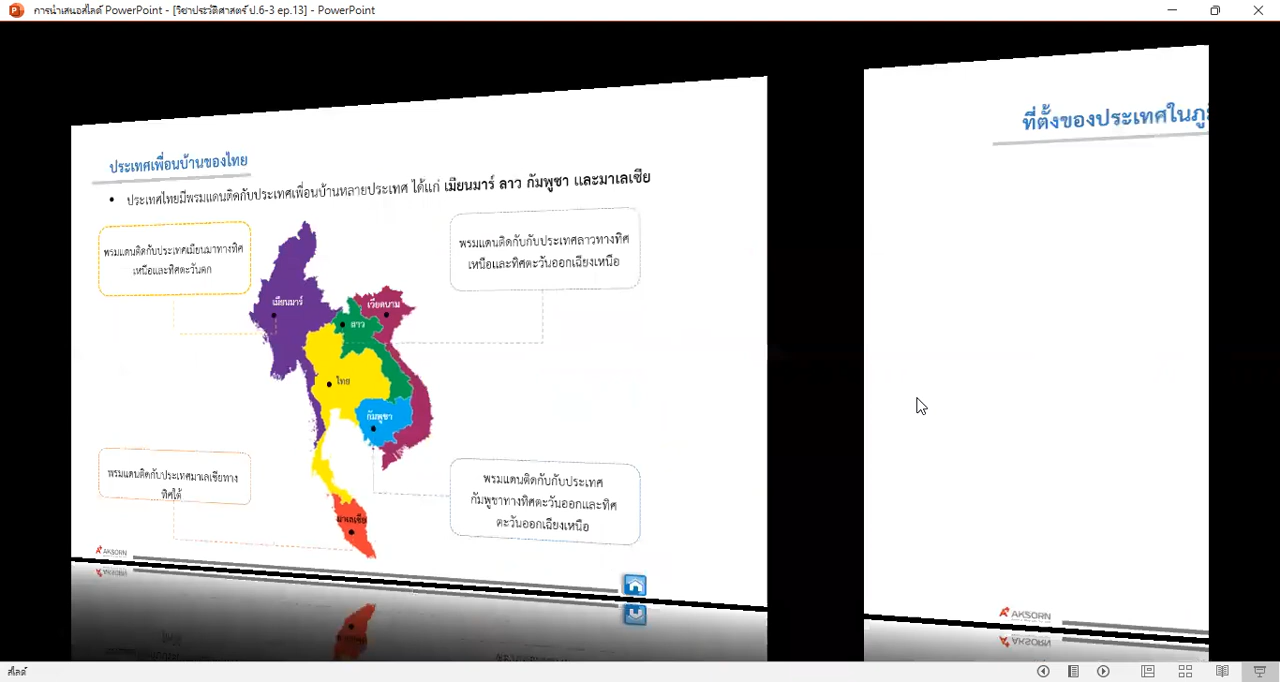 การนำเสนอสไลด์ PowerPoint - [วิชาประวัติศาสตร์ ป.6-3 ep.13] - PowerPoint
ประเทศเพื่อนบ้านของไทย
• ประเทศไทยมีพรมแดนติดกับประเทศเพื่อนบ้านหลายประเทศ ได้แก่ เมียนมาร์ ลาว กัมพูชา และมาเลเซีย
พรมแดนติดกับประเทศเมียนมาทางทิศ
เหนือและทิศตะวันตก
พรมแดนติดกับกับประเทศลาวทางทิศ
เหนือและทิศตะวันออกเฉียงเหนือ
เมียนมาร์
เวียดนาม
ลาว
ไทย
กัมพูชา
มาเลเซีย
พรมแดนติดกับประเทศมาเลเซียทาง
ทิศใต้
พรมแดนติดกับกับประเทศ
กัมพูชาทางทิศตะวันออกและทิศ
ตะวันออกเฉียงเหนือ
AKSORN
ที่ตั้งของประเทศในภู
AKSORN
สไลด์